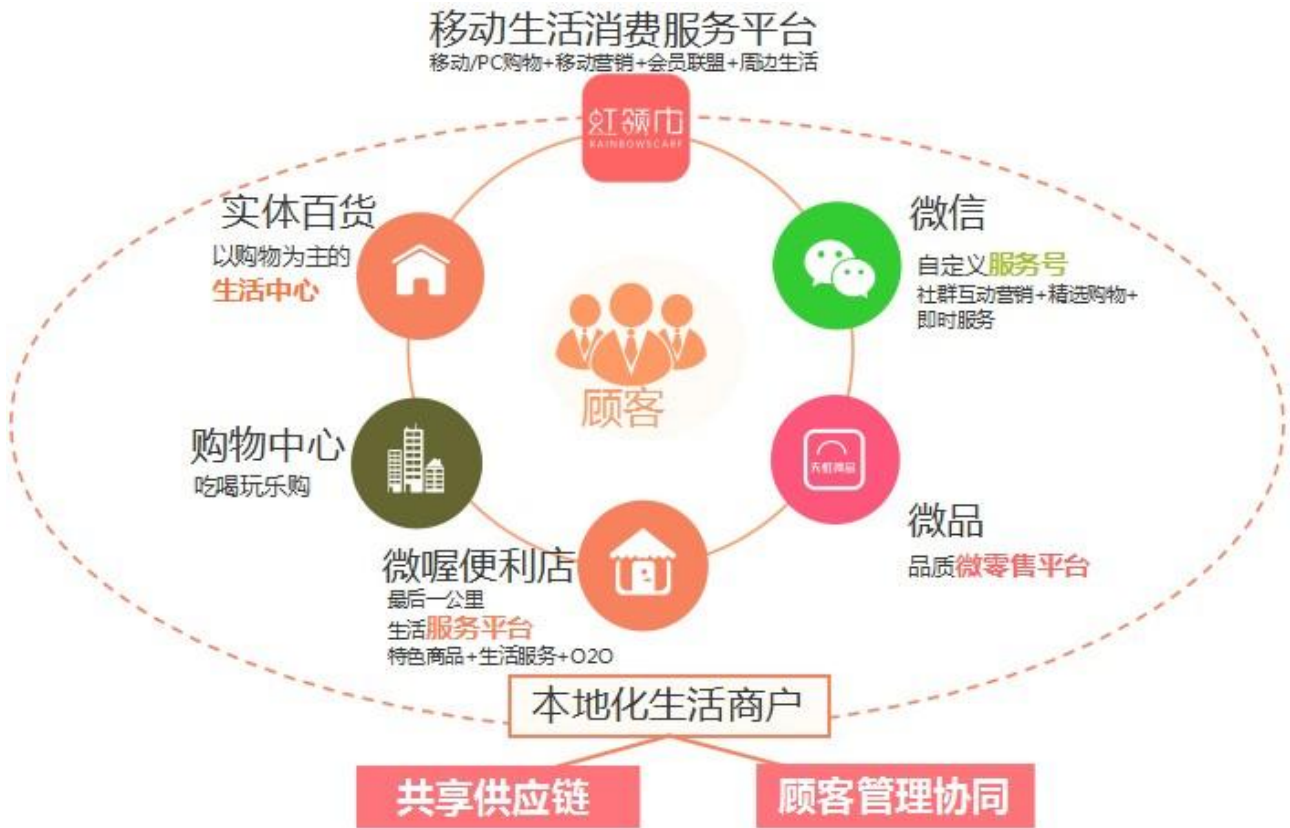 移动生活消费服务平台
移动/PC购物+移动营销+会员联盟+周边生活
虹领巾
RAINBOWSCARF
实体百货
以购物为主的
生活中心
微信
自定义服务号
社群互动营销+精选购物+
即时服务
顾客
购物中心
吃喝玩乐购
天虹微品
微品
品质微零售平台
微喔便利店
最后一公里
生活服务平台
特色商品+生活服务+O2O
本地化生活商户
共享供应链
顾客管理协同